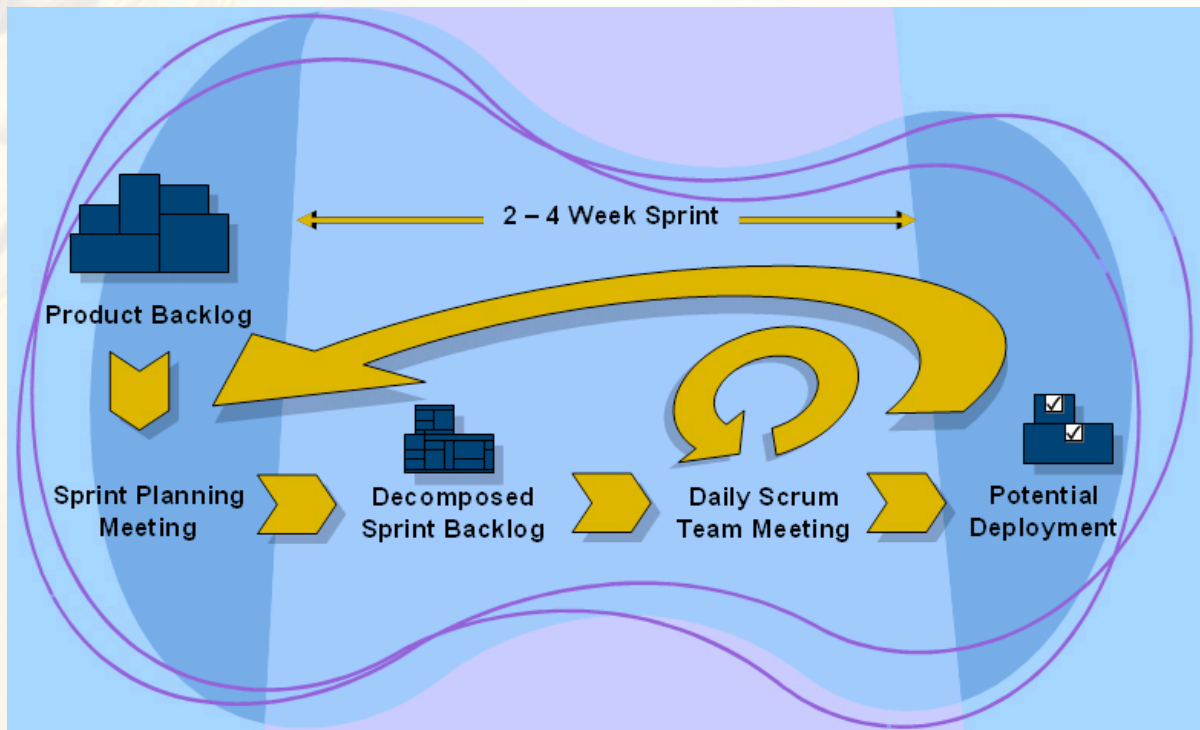 2 – 4 Week Sprint
Product Backlog
Sprint Planning
Meeting
Decomposed
Sprint Backlog
Daily Scrum
Team Meeting
Potential
Deployment